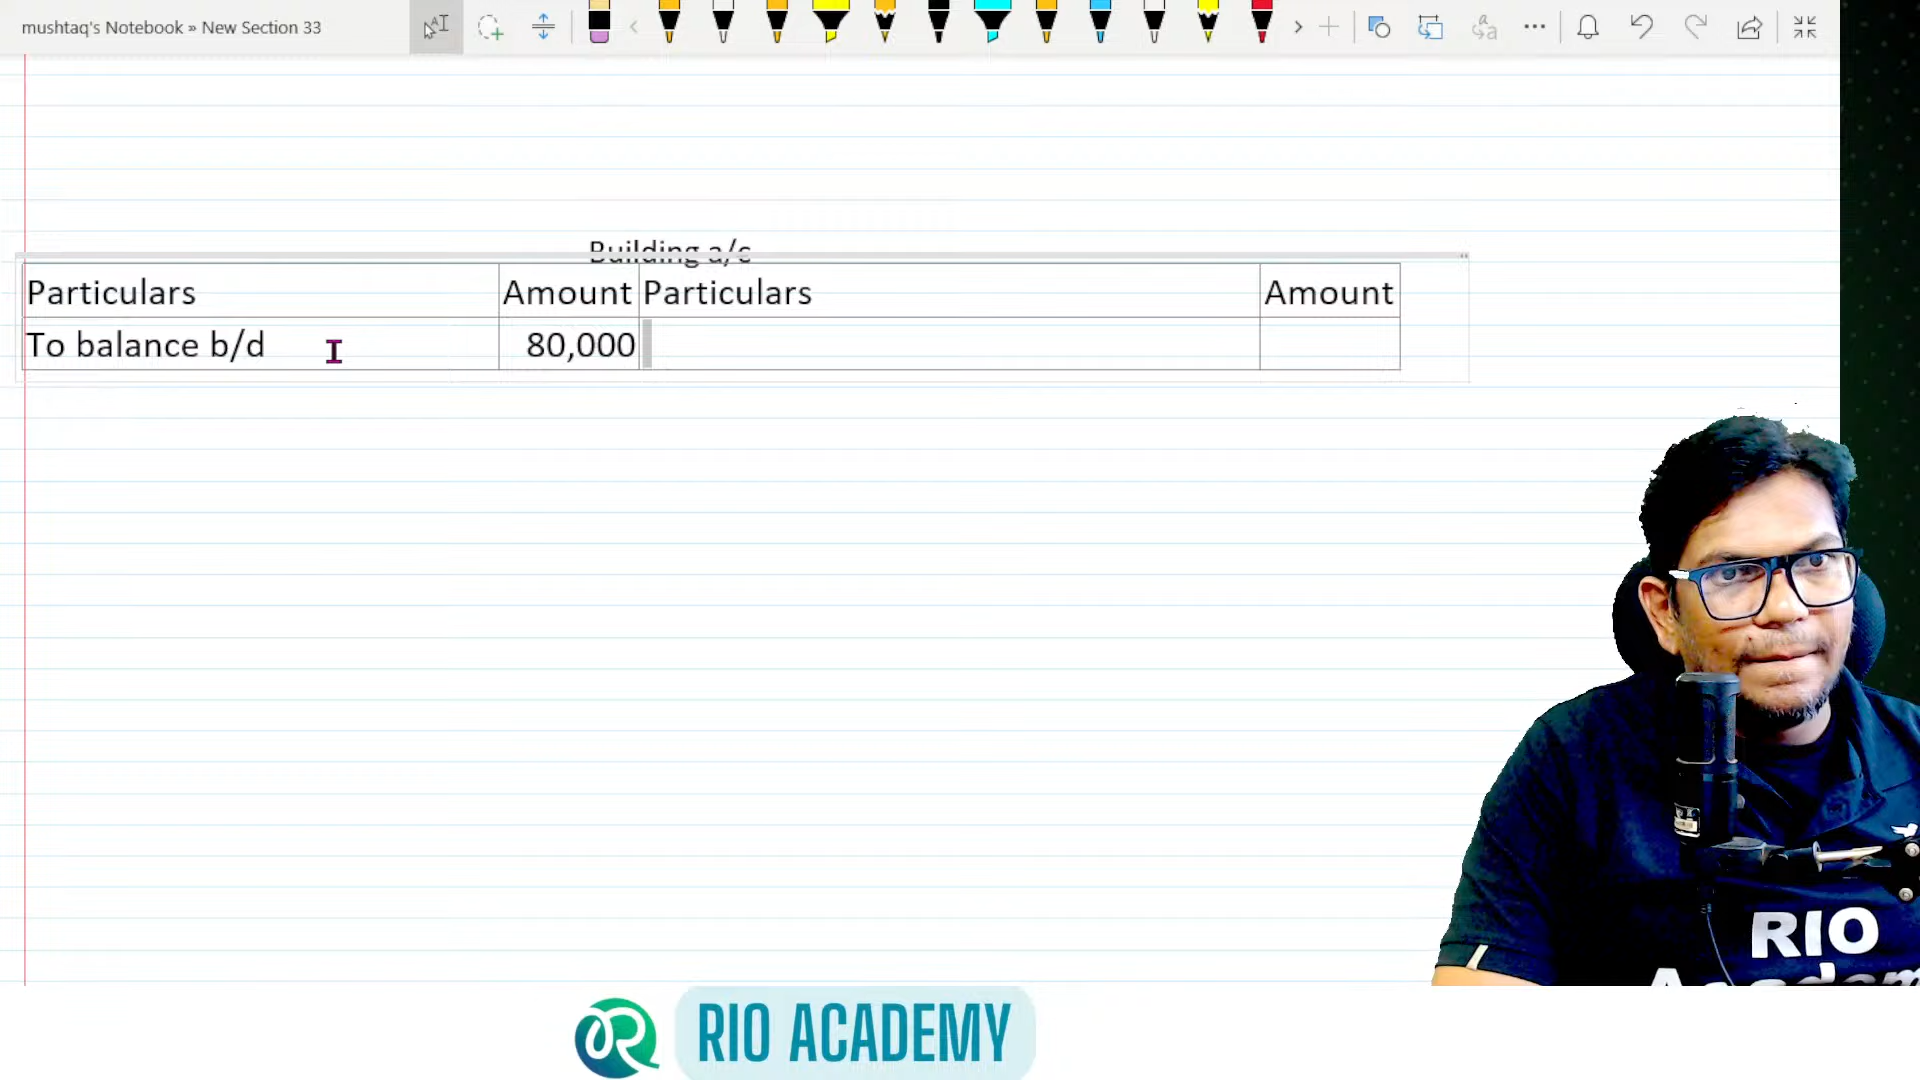 mushtaq's Notebook » New Section 33
Building a/c
Particulars Amount Particulars Amount
To balance b/d 80,000
RIO
RIO ACADEMY